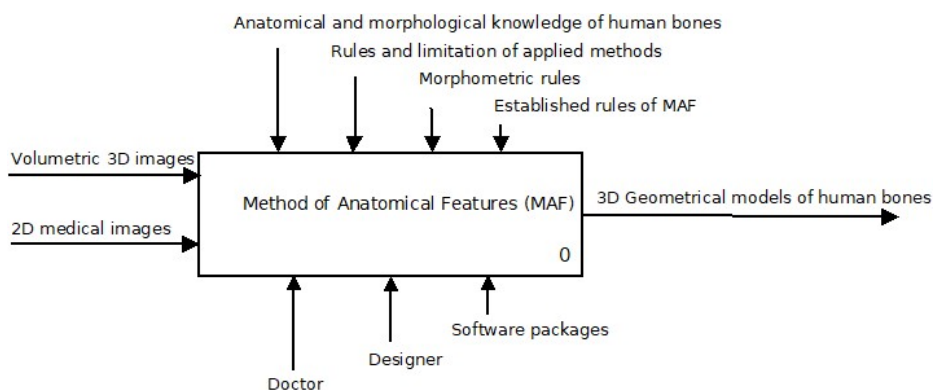 Anatomical and morphological knowledge of human bones
Rules and limitation of applied methods
Morphometric rules
Established rules of MAF
Volumetric 3D images
Method of Anatomical Features (MAF)
3D Geometrical models of human bones
2D medical images
0
Software packages
Designer
Doctor